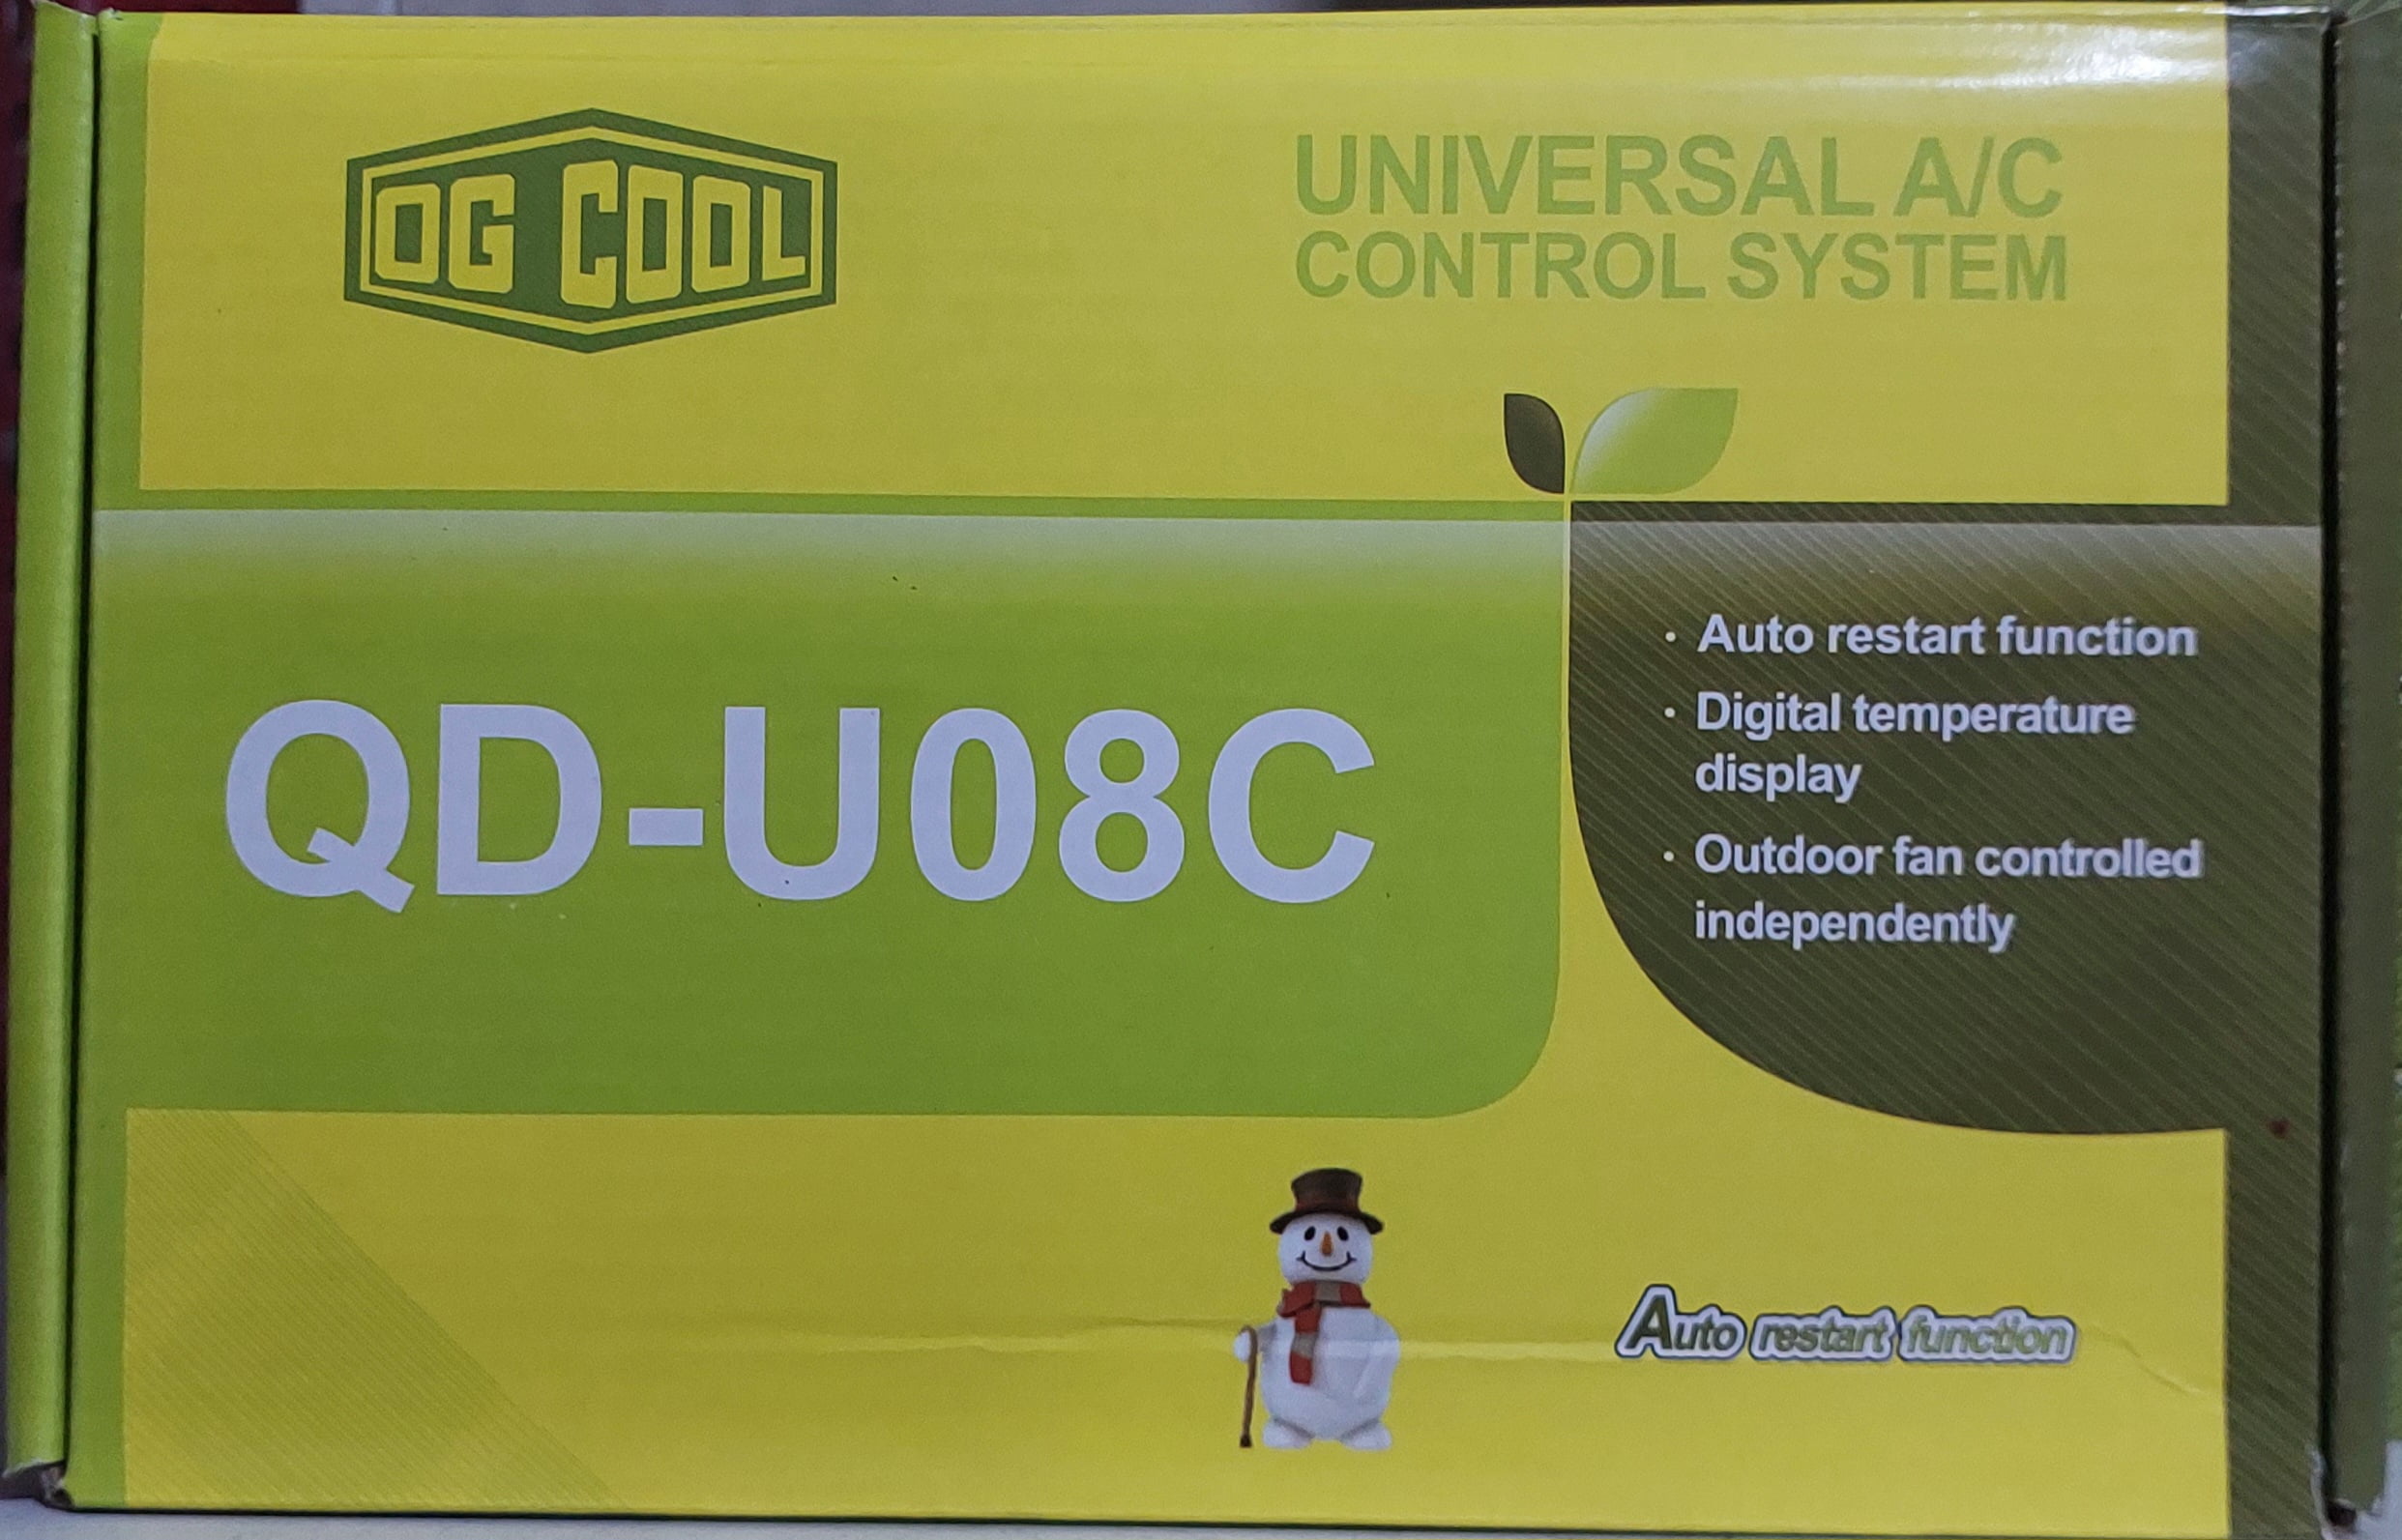 OG COOL
UNIVERSAL A/C
CONTROL SYSTEM
QD-U08C
· Auto restart function
· Digital temperature
display
· Outdoor fan controlled
independently
Auto restart function